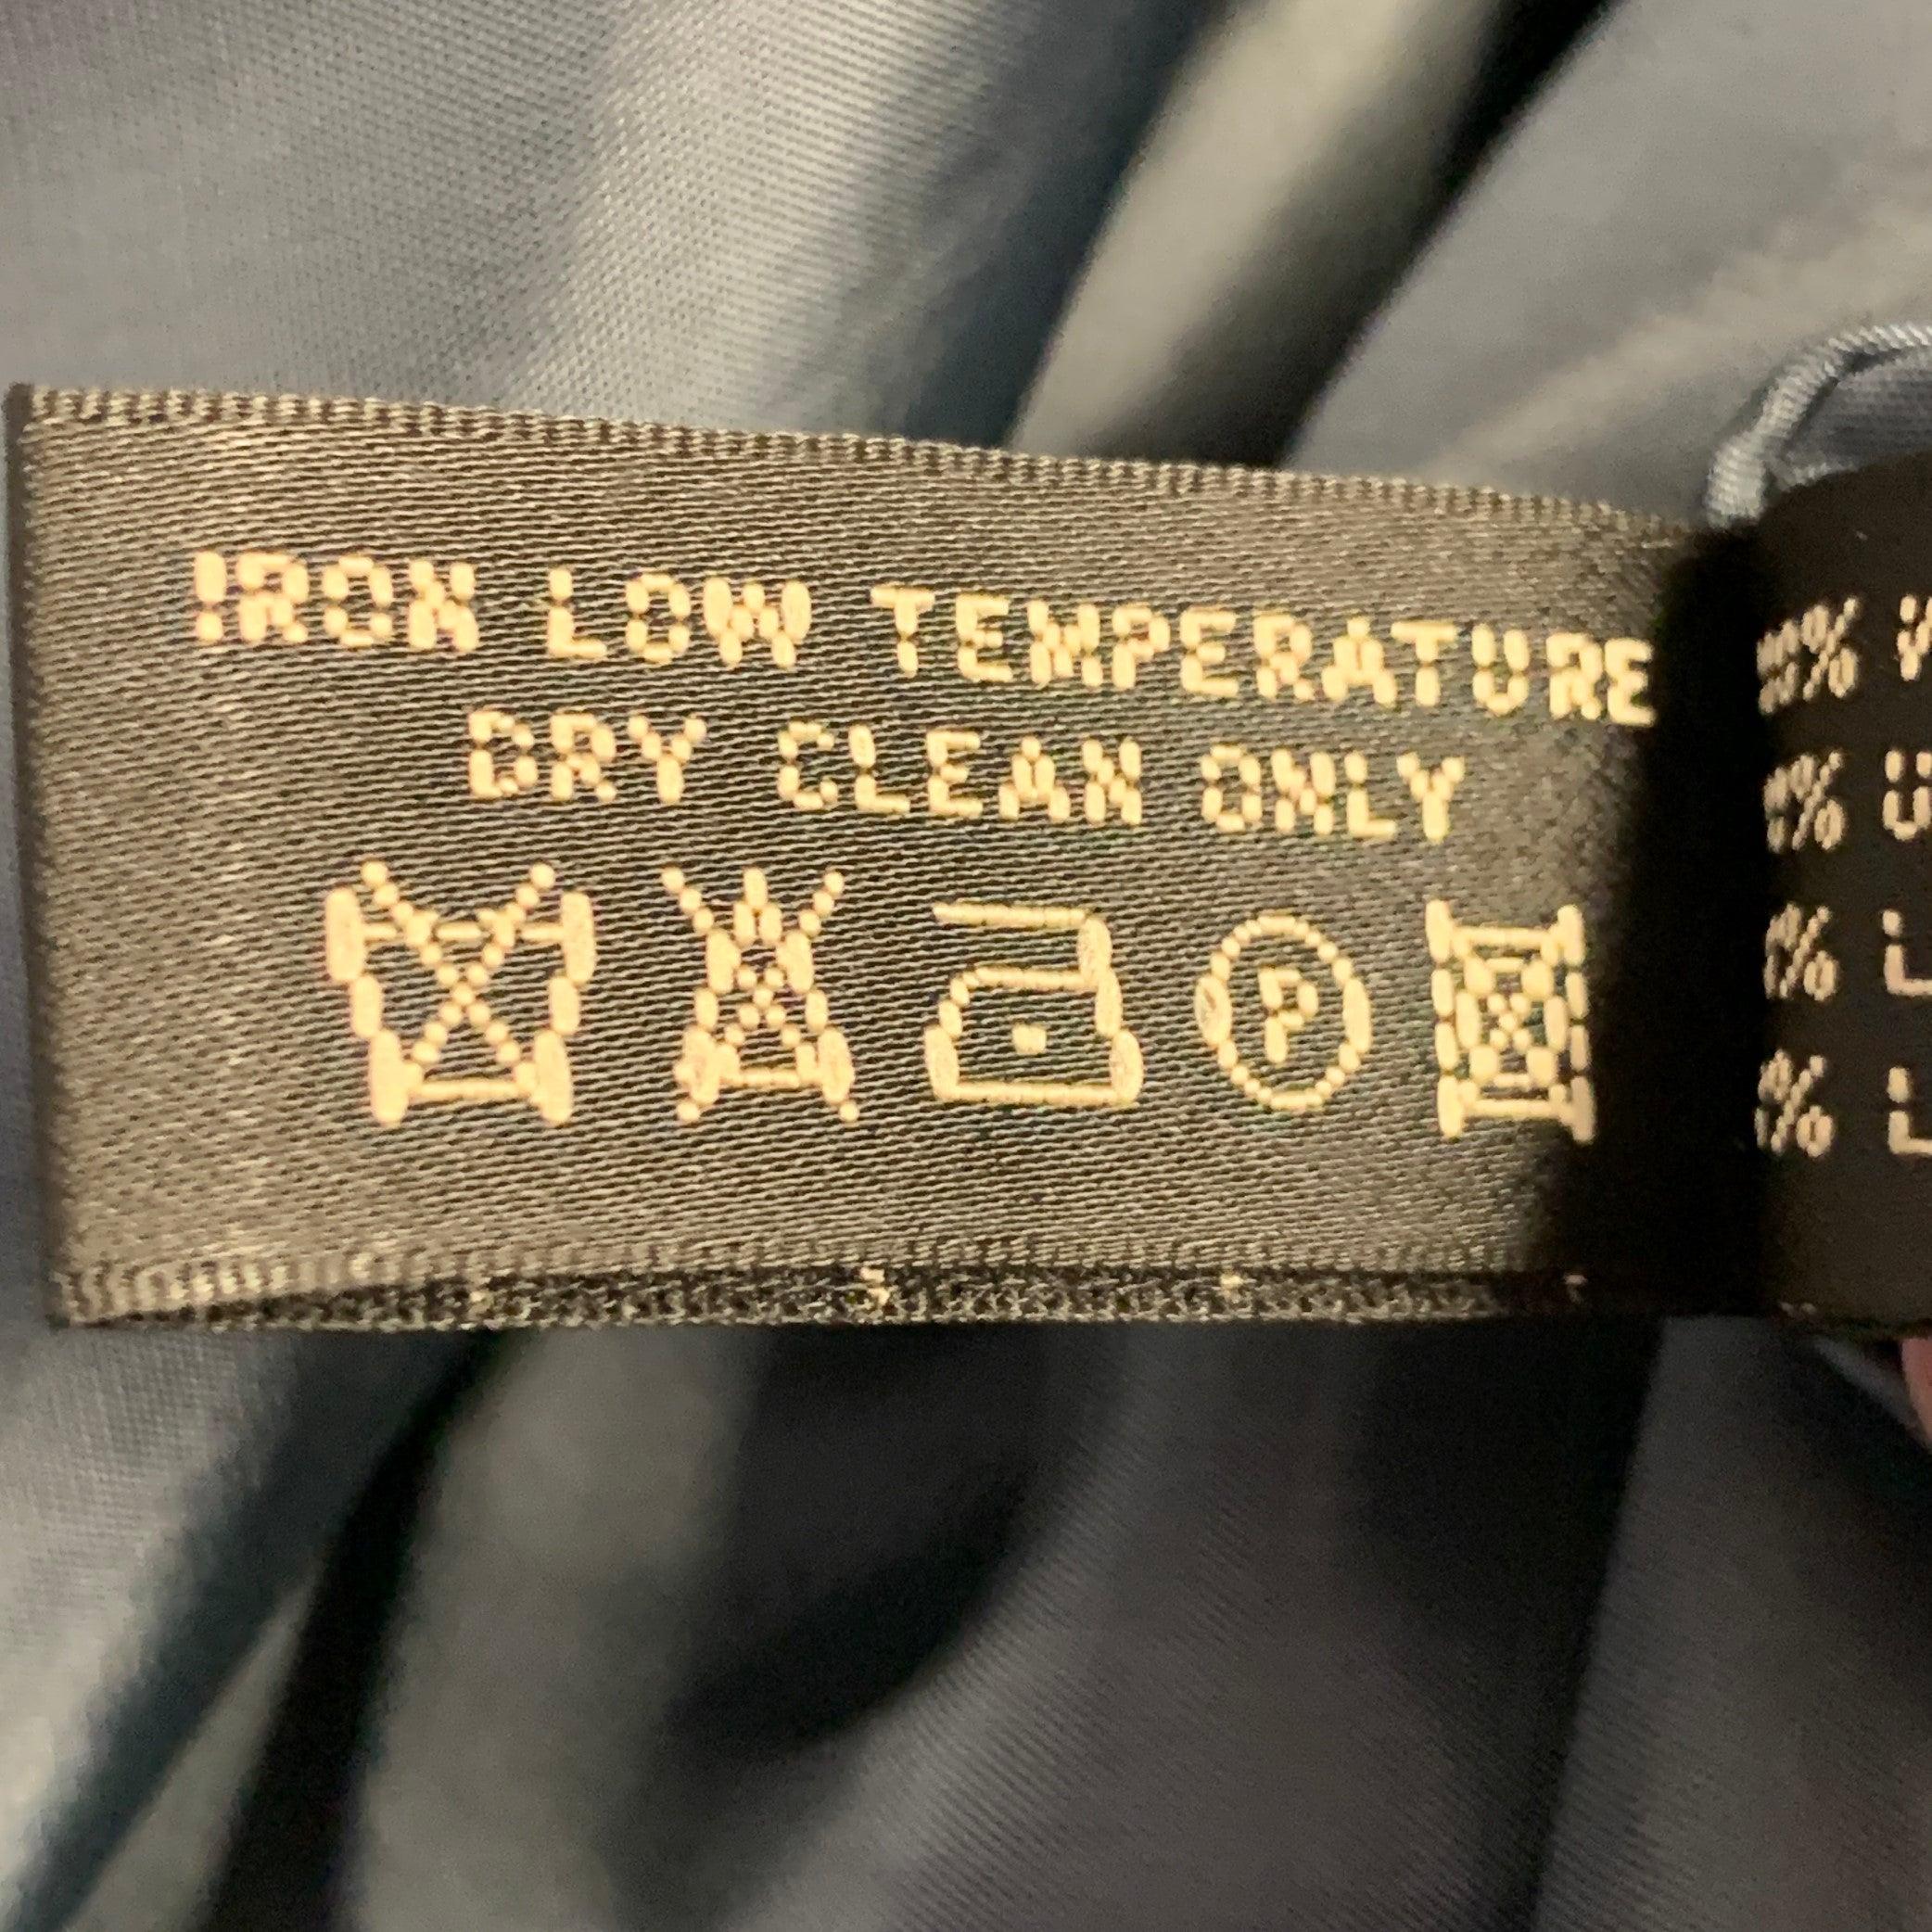 IRON LOW TEMPERATURE
DRY CLEAN ONLY
P